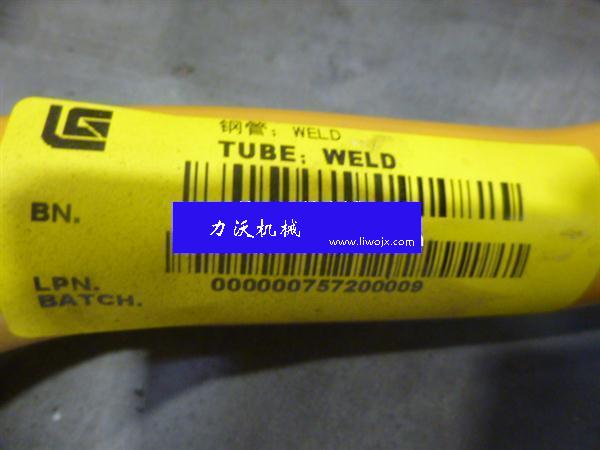 钢管: WELD
TUBE: WELD
BN.
力沃机械
www.liwojx.com
LPN.
BATCH.
000000757200009